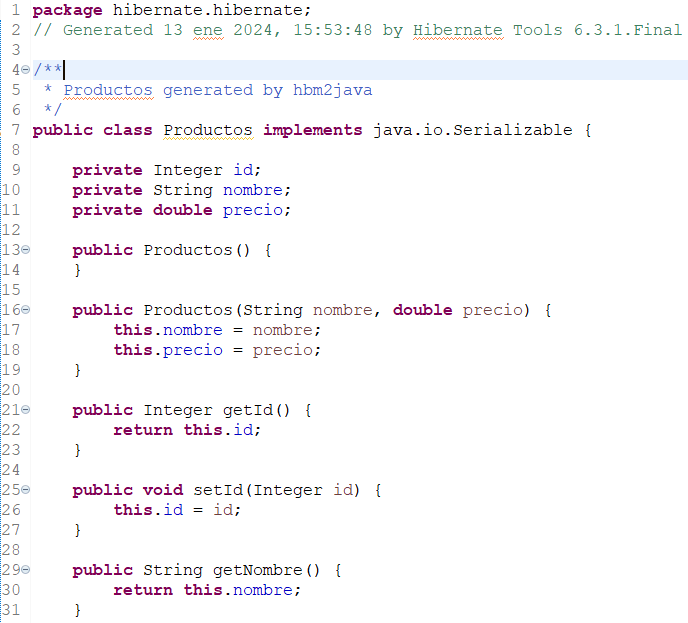 1 package hibernate.hibernate;
2 // Generated 13 ene 2024, 15:53:48 by Hibernate Tools 6.3.1.Final
3
4 /**
5  * Productos generated by hbm2java
6  */
7 public class Productos implements java.io.Serializable {
8
9     private Integer id;
10     private String nombre;
11     private double precio;
12
13     public Productos() {
14     }
15
16     public Productos(String nombre, double precio) {
17         this.nombre = nombre;
18         this.precio = precio;
19     }
20
21     public Integer getId() {
22         return this.id;
23     }
24
25     public void setId(Integer id) {
26         this.id = id;
27     }
28
29     public String getNombre() {
30         return this.nombre;
31     }